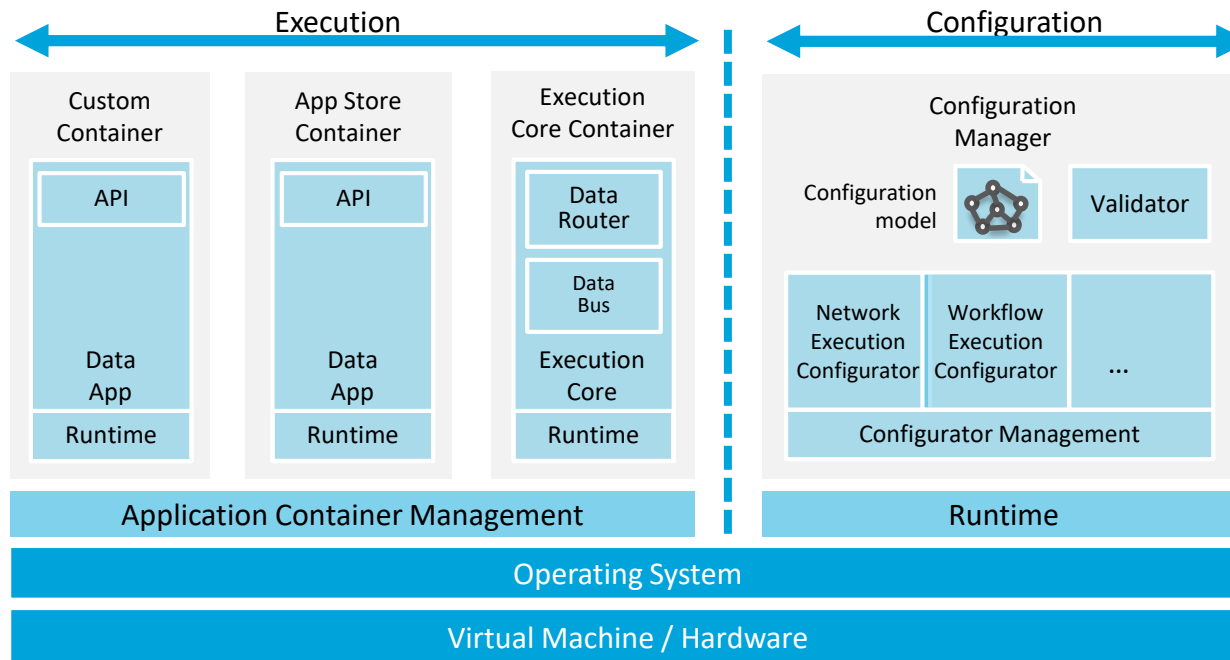 Execution
Configuration
Custom
Container
API
Data
App
Runtime
App Store
Container
API
Data
App
Runtime
Execution
Core Container
Data
Router
Data
Bus
Execution
Core
Runtime
Configuration
Manager
Configuration
model
Validator
Network
Execution
Configurator
Workflow
Execution
Configurator
...
Configurator Management
Application Container Management
Runtime
Operating System
Virtual Machine / Hardware